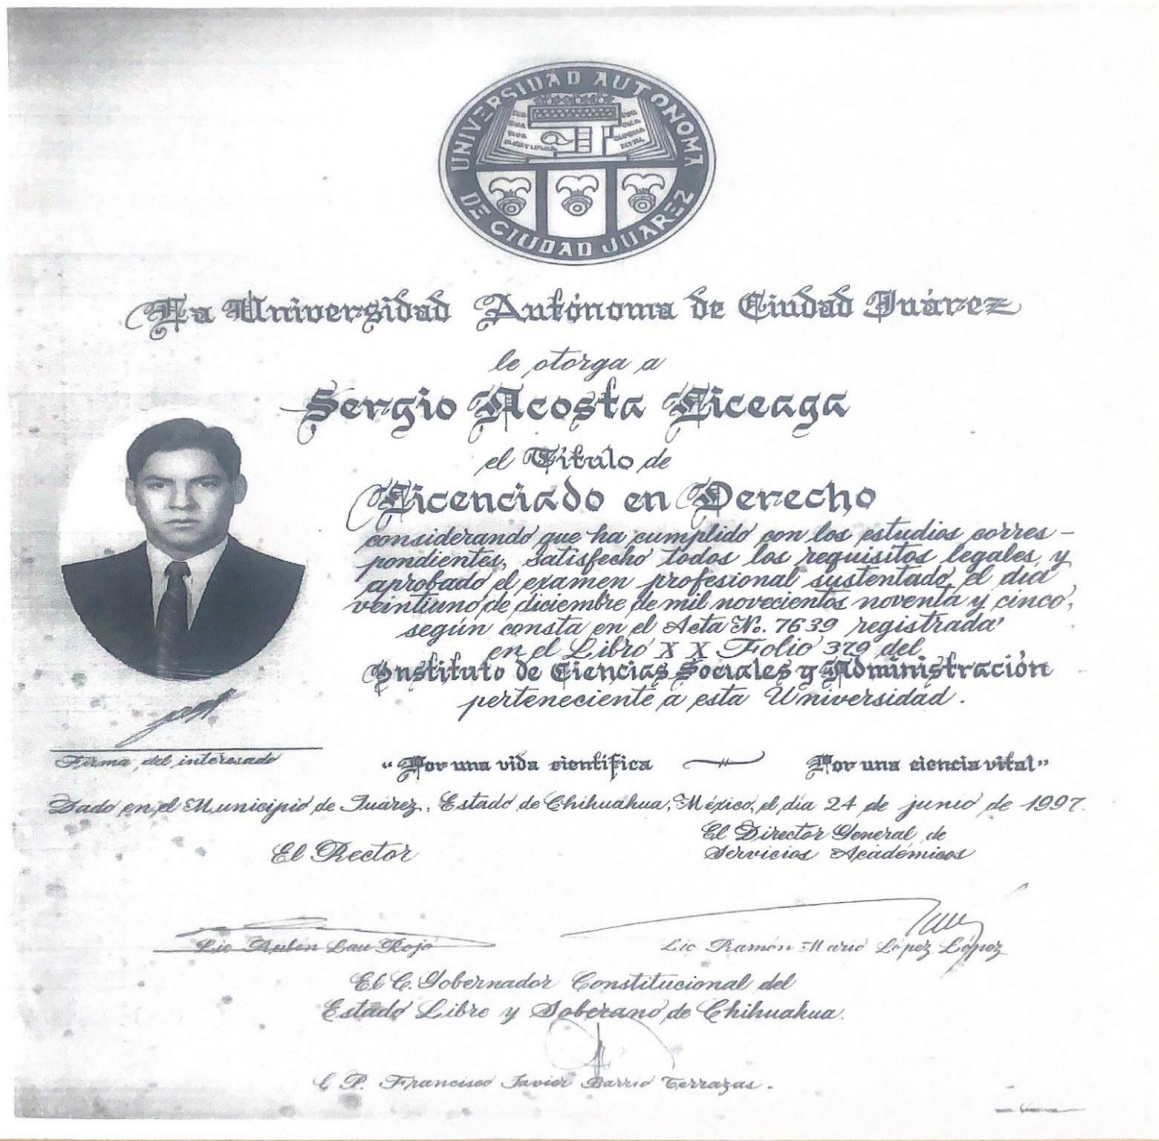 UNIVERSIDAD AUTONOMA
DE CIUDAD JUAREZ
La Universidad Autónoma de Ciudad Juárez
le otorga a
Sergio Acosta Liceaga
el Título de
Licenciado en Derecho
considerando que ha cumplido con los estudios corres-
pondientes, satisfecho todos los requisitos legales, y
aprobado el examen profesional sustentado, el día
veintiuno de diciembre de mil novecientos noventa y cinco,
según consta en el Acta No. 7639 registrada
en el Libro XX Folio 379 del
Instituto de Ciencias Sociales y Administración
perteneciente a esta Universidad.
Firma del interesado
"Por una vida científica Por una ciencia vital"
Dado en el Municipio de Juárez, Estado de Chihuahua, México, el día 24 de junio de 1997.
El Rector
El Director General de
Servicios Académicos
Lic Rubén Lau Rojo
Lic Ramón Mario López López
El C. Gobernador Constitucional del
Estado Libre y Soberano de Chihuahua.
C P. Francisco Javier Barrio Terrazas.